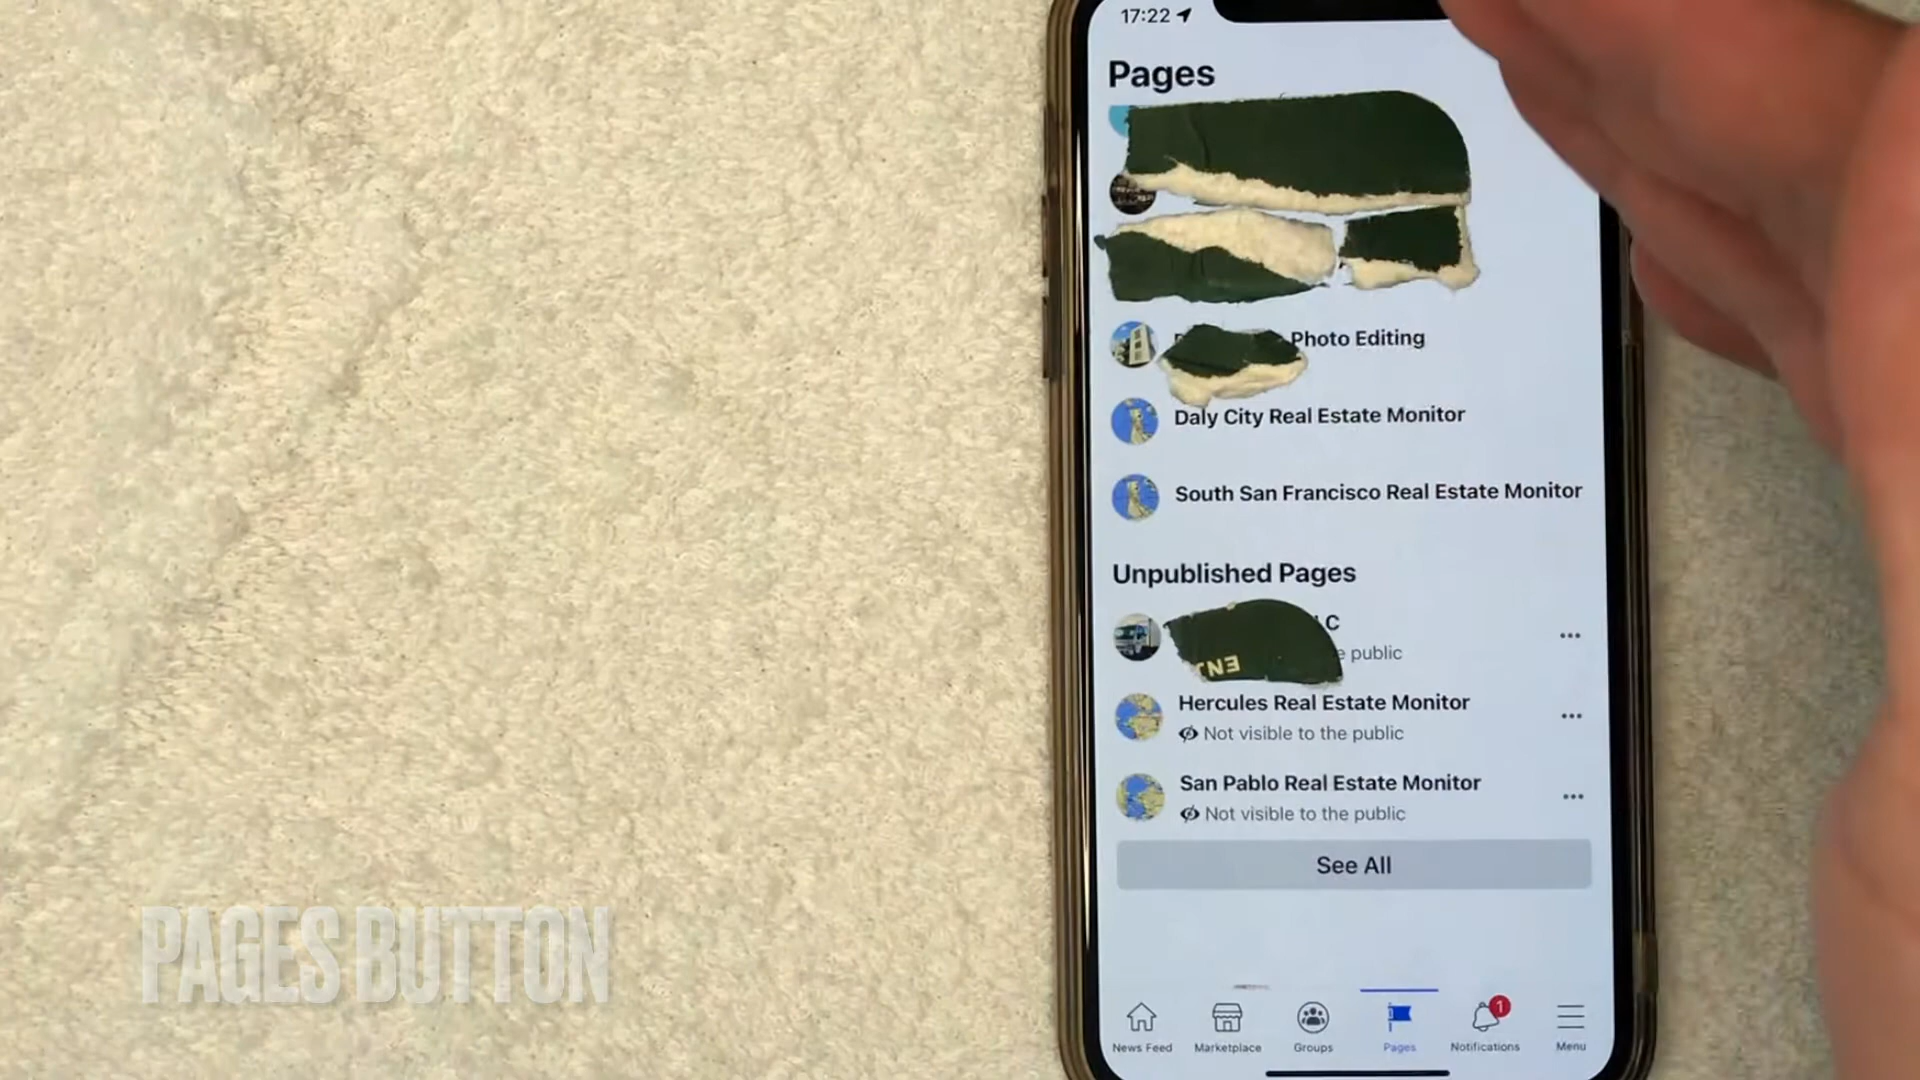 17:22
Pages
Photo Editing
Daly City Real Estate Monitor
South San Francisco Real Estate Monitor
Unpublished Pages
LC
public
Hercules Real Estate Monitor
Not visible to the public
San Pablo Real Estate Monitor
Not visible to the public
See All
PAGES BUTTON
1
News Feed Marketplace Groups Pages Notifications Menu